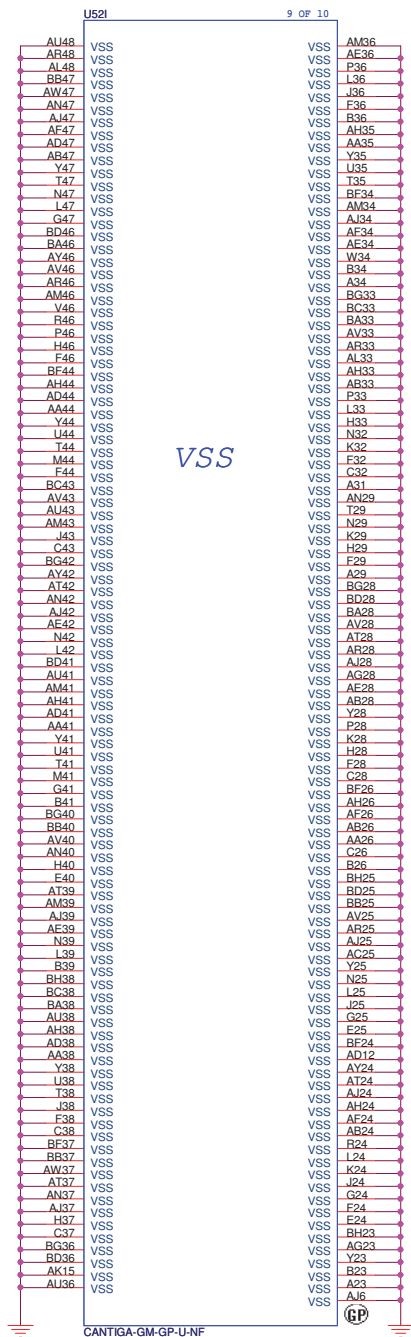 U52I 9 OF 10
AU48 VSS VSS AM36
AR48 VSS VSS AE36
AL48 VSS VSS P36
BB47 VSS VSS L36
AW47 VSS VSS J36
AN47 VSS VSS F36
AJ47 VSS VSS B36
AF47 VSS VSS AH35
AD47 VSS VSS AA35
AB47 VSS VSS Y35
Y47 VSS VSS U35
T47 VSS VSS T35
N47 VSS VSS BF34
L47 VSS VSS AM34
G47 VSS VSS AJ34
BD46 VSS VSS AF34
BA46 VSS VSS AE34
AY46 VSS VSS W34
AV46 VSS VSS B34
AR46 VSS VSS A34
AM46 VSS VSS BG33
V46 VSS VSS BC33
R46 VSS VSS BA33
P46 VSS VSS AV33
H46 VSS VSS AR33
F46 VSS VSS AL33
BF44 VSS VSS AH33
AH44 VSS VSS AB33
AD44 VSS VSS P33
AA44 VSS VSS L33
Y44 VSS VSS H33
U44 VSS VSS N32
T44 VSS VSS K32
M44 VSS VSS F32
F44 VSS VSS C32
BC43 VSS VSS A31
AV43 VSS VSS AN29
AU43 VSS VSS T29
AM43 VSS VSS N29
J43 VSS VSS K29
C43 VSS VSS H29
BG42 VSS VSS F29
AY42 VSS VSS A29
AT42 VSS VSS BG28
AN42 VSS VSS BD28
AJ42 VSS VSS BA28
AE42 VSS VSS AV28
N42 VSS VSS AT28
L42 VSS VSS AR28
BD41 VSS VSS AJ28
AU41 VSS VSS AG28
AM41 VSS VSS AE28
AH41 VSS VSS AB28
AD41 VSS VSS Y28
AA41 VSS VSS P28
Y41 VSS VSS K28
U41 VSS VSS H28
T41 VSS VSS F28
M41 VSS VSS C28
G41 VSS VSS BF26
B41 VSS VSS AH26
BG40 VSS VSS AF26
BB40 VSS VSS AB26
AV40 VSS VSS AA26
AN40 VSS VSS C26
H40 VSS VSS B26
E40 VSS VSS BH25
AT39 VSS VSS BD25
AM39 VSS VSS BB25
AJ39 VSS VSS AV25
AE39 VSS VSS AR25
N39 VSS VSS AJ25
L39 VSS VSS AC25
B39 VSS VSS Y25
BH38 VSS VSS N25
BC38 VSS VSS L25
BA38 VSS VSS J25
AU38 VSS VSS G25
AH38 VSS VSS E25
AD38 VSS VSS BF24
AA38 VSS VSS AD12
Y38 VSS VSS AY24
U38 VSS VSS AT24
T38 VSS VSS AJ24
J38 VSS VSS AH24
F38 VSS VSS AF24
C38 VSS VSS AB24
BF37 VSS VSS R24
BB37 VSS VSS L24
AW37 VSS VSS K24
AT37 VSS VSS J24
AN37 VSS VSS G24
AJ37 VSS VSS F24
H37 VSS VSS E24
C37 VSS VSS BH23
BG36 VSS VSS AG23
BD36 VSS VSS Y23
AK15 VSS VSS B23
AU36 VSS VSS A23
VSS AJ6
VSS
GP
CANTIGA-GM-GP-U-NF